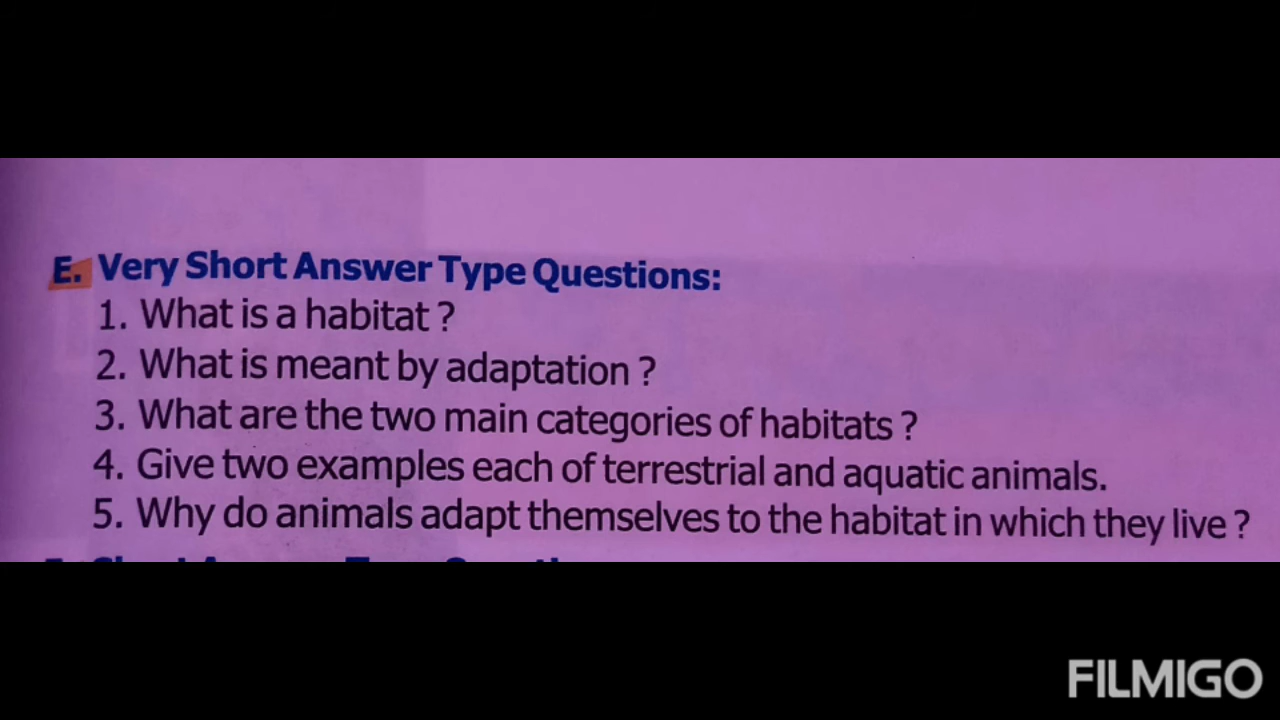 E. Very Short Answer Type Questions:
1. What is a habitat ?
2. What is meant by adaptation ?
3. What are the two main categories of habitats ?
4. Give two examples each of terrestrial and aquatic animals.
5. Why do animals adapt themselves to the habitat in which they live ?
FILMIGO